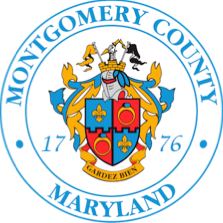 MONTGOMERY COUNTY
17 76
GARDEZ BIEN
MARYLAND